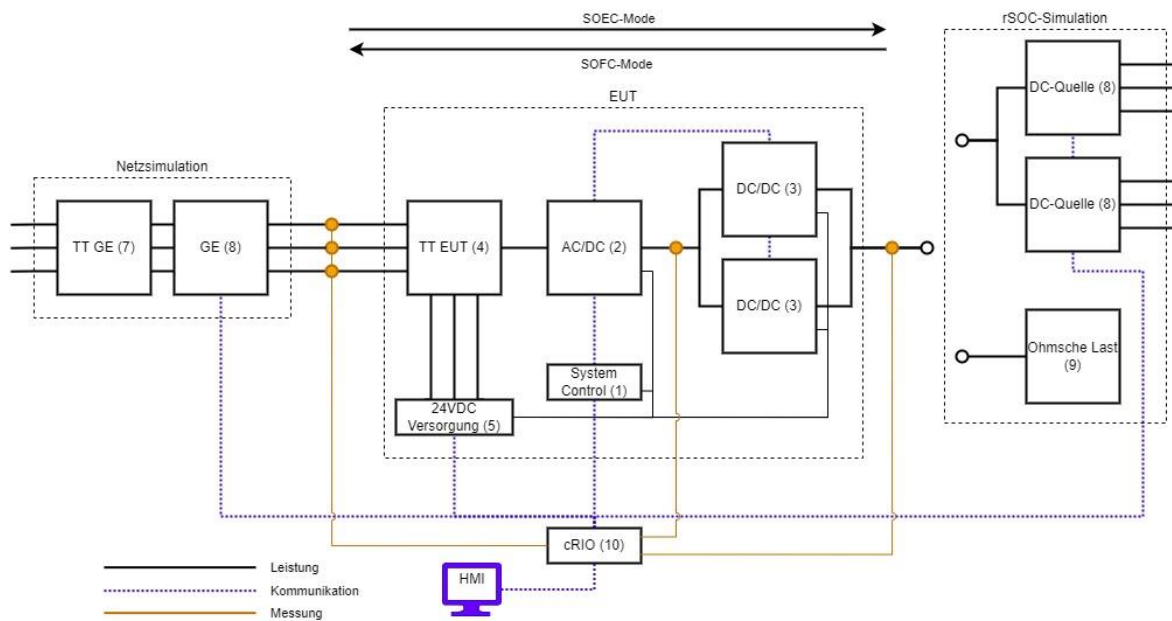 SOEC-Mode
SOFC-Mode
rSOC-Simulation
EUT
Netzsimulation
TT GE (7)
GE (8)
TT EUT (4)
AC/DC (2)
DC/DC (3)
DC/DC (3)
DC-Quelle (8)
DC-Quelle (8)
Ohmsche Last
(9)
System
Control (1)
24VDC
Versorgung (5)
cRIO (10)
HMI
Leistung
Kommunikation
Messung